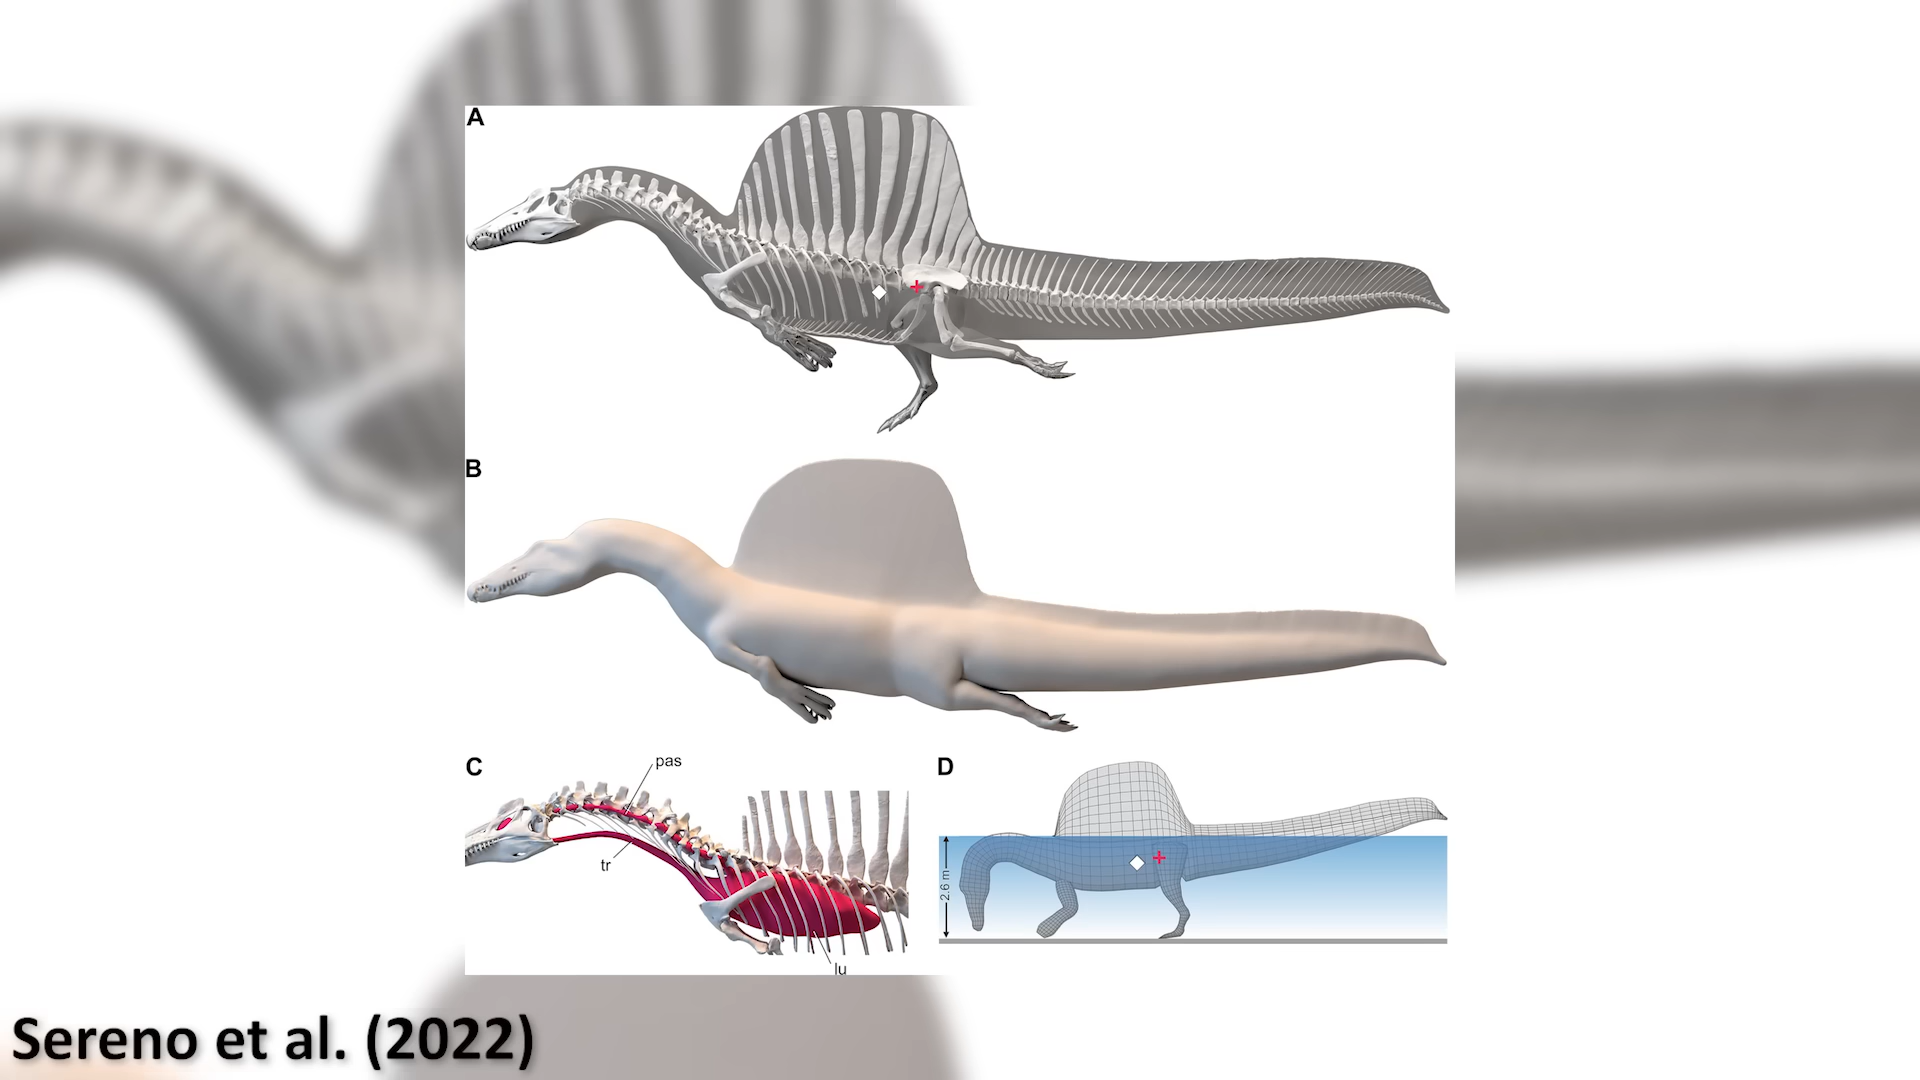 A
B
C
pas
tr
lu
D
2.6 m
Sereno et al. (2022)